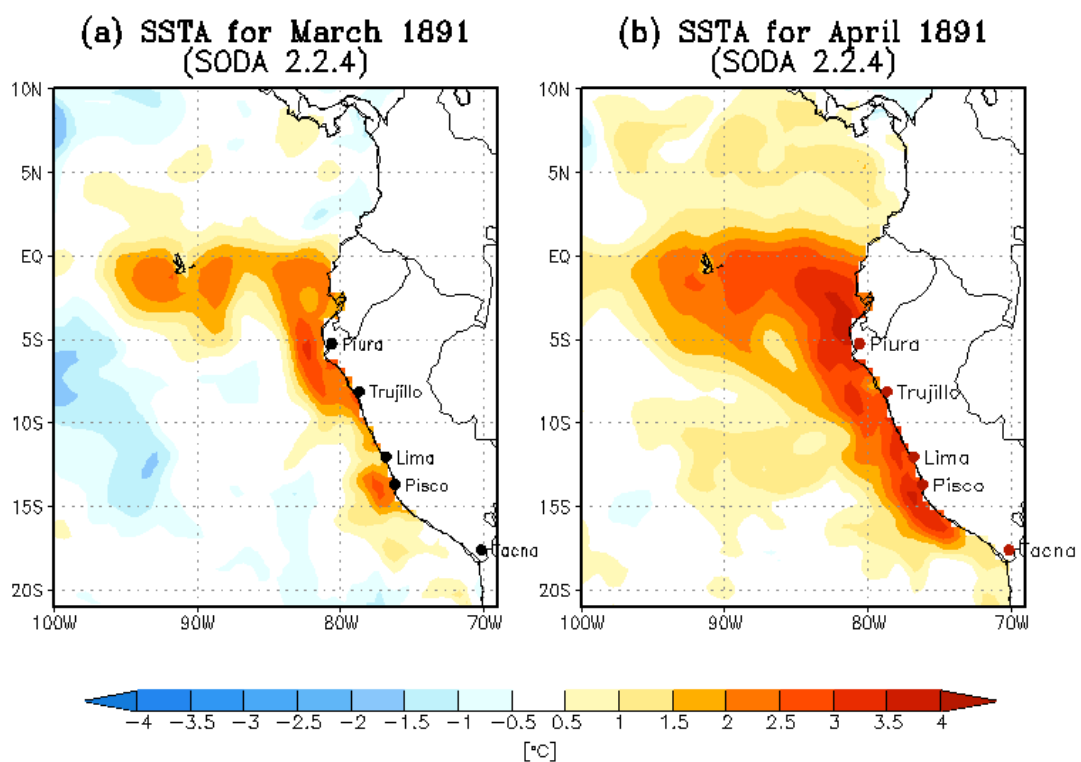 (a) SSTA for March 1891
(SODA 2.2.4)
10N
5N
EQ
5S
10S
15S
20S
100W 90W 80W 70W
Piura
Trujillo
Lima
Pisco
Tacna
(b) SSTA for April 1891
(SODA 2.2.4)
10N
5N
EQ
5S
10S
15S
20S
100W 90W 80W 70W
Piura
Trujillo
Lima
Pisco
Tacna
−4 −3.5 −3 −2.5 −2 −1.5 −1 −0.5 0.5 1 1.5 2 2.5 3 3.5 4
[°C]